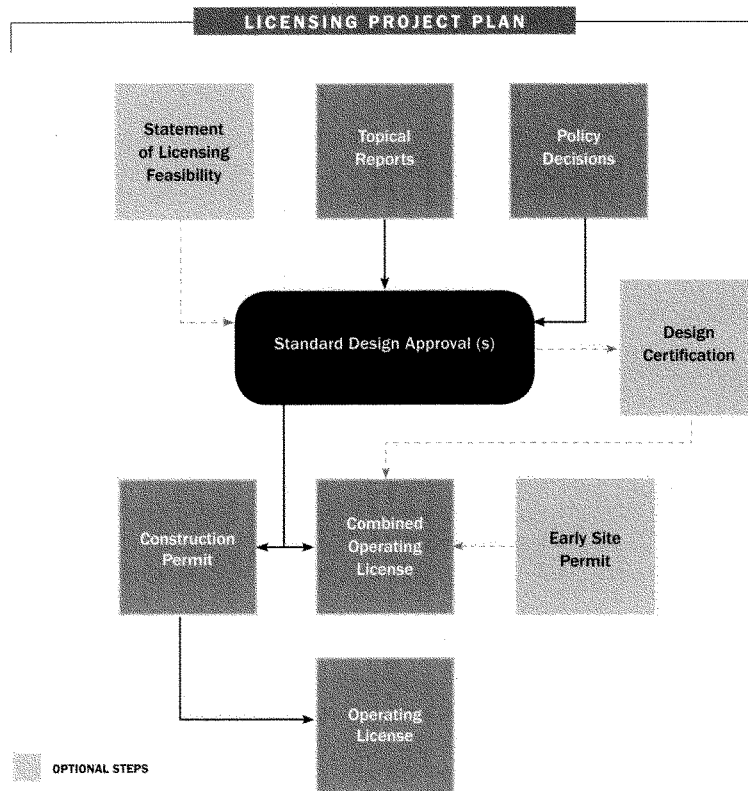 LICENSING PROJECT PLAN
Statement
of Licensing
Feasibility
Topical
Reports
Policy
Decisions
Standard Design Approval (s)
Design
Certification
Construction
Permit
Combined
Operating
License
Early Site
Permit
Operating
License
OPTIONAL STEPS